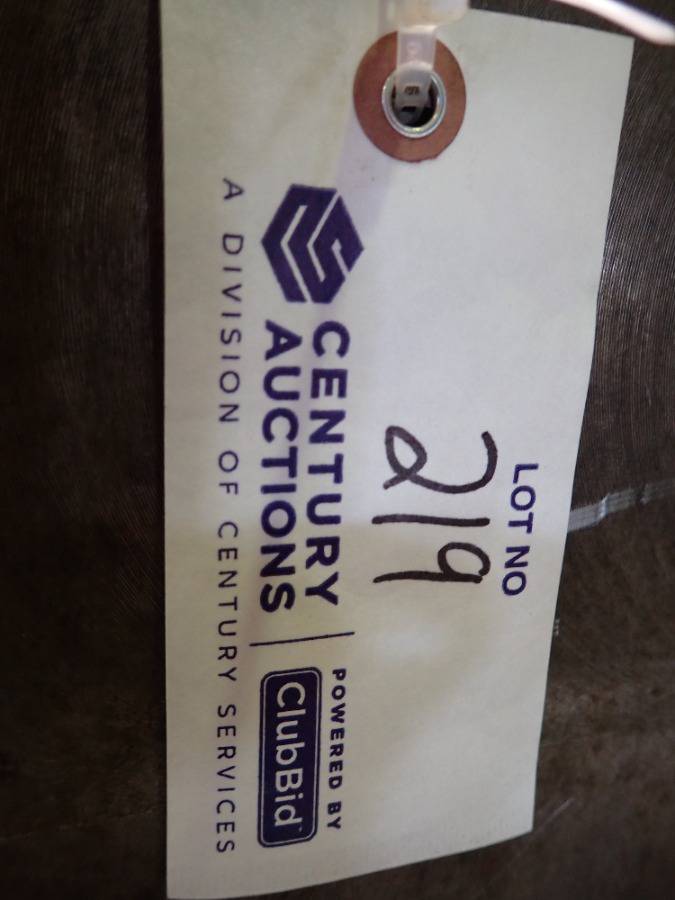 LOT NO
219
CENTURY
AUCTIONS
POWERED BY
ClubBid
A DIVISION OF CENTURY SERVICES